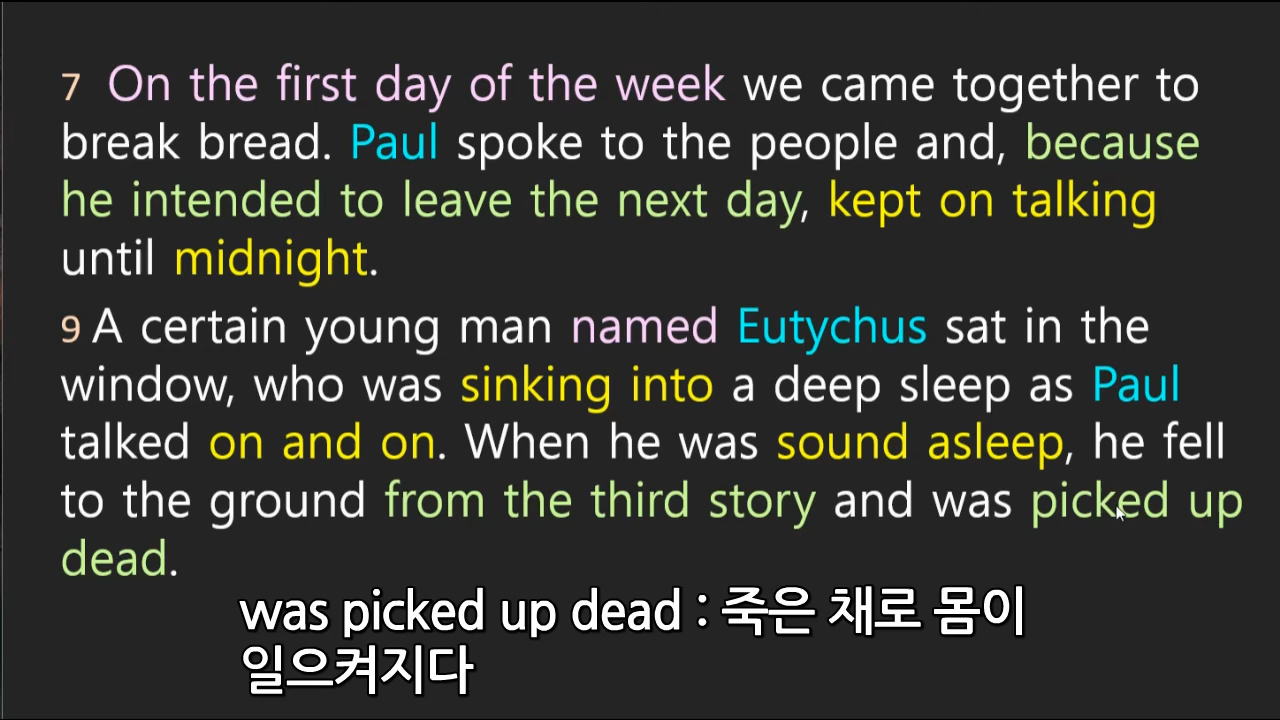 7 On the first day of the week we came together to
break bread. Paul spoke to the people and, because
he intended to leave the next day, kept on talking
until midnight.
9 A certain young man named Eutychus sat in the
window, who was sinking into a deep sleep as Paul
talked on and on. When he was sound asleep, he fell
to the ground from the third story and was picked up
dead.
was picked up dead : 죽은 채로 몸이
일으켜지다